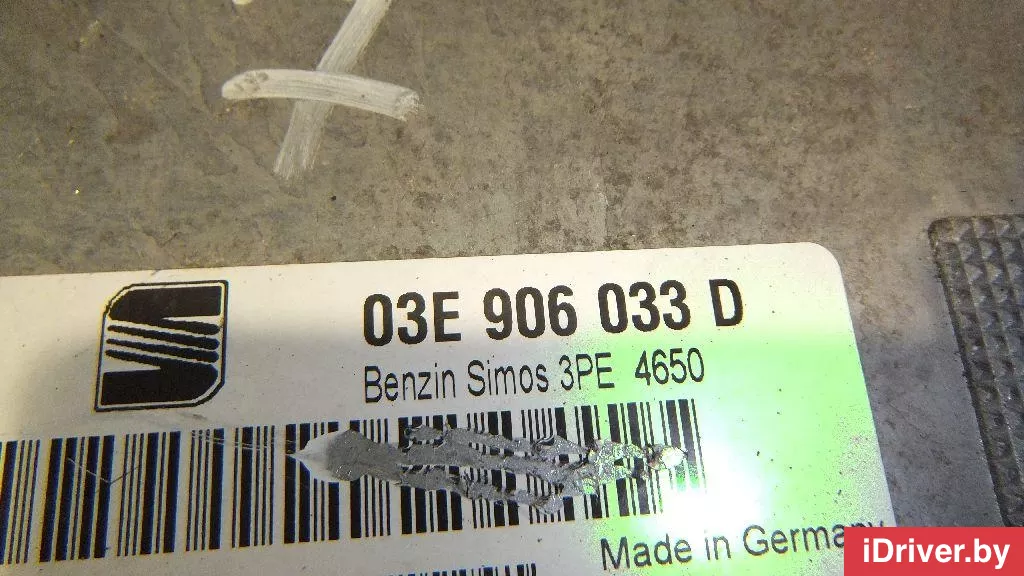 03E 906 033 D
Benzin Simos 3PE 4650
Made in Germany
iDriver.by